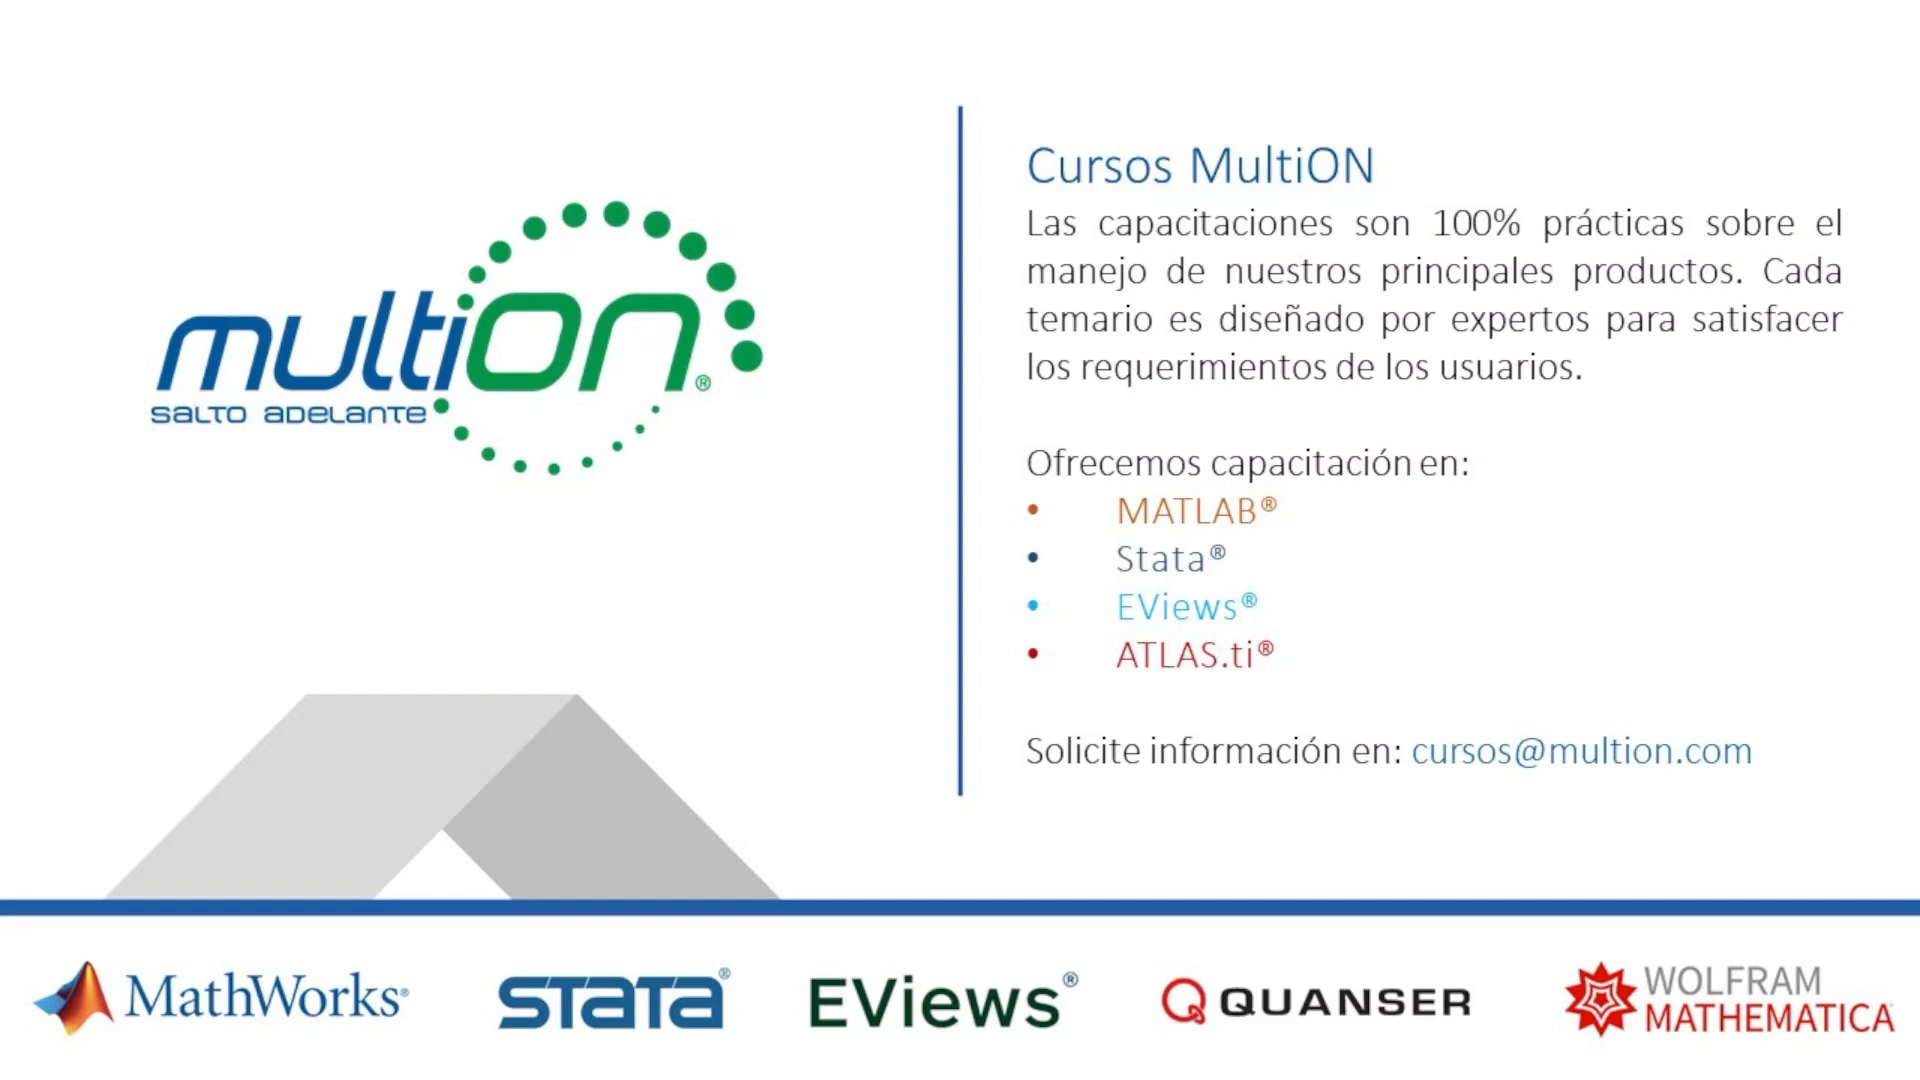 multiON®
SALTO ADELANTE
Cursos MultiON
Las capacitaciones son 100% prácticas sobre el
manejo de nuestros principales productos. Cada
temario es diseñado por expertos para satisfacer
los requerimientos de los usuarios.
Ofrecemos capacitación en:
• MATLAB®
• Stata®
• EViews®
• ATLAS.ti®
Solicite información en: cursos@multion.com
MathWorks®
STATA®
EViews®
QUANSER
WOLFRAM
MATHEMATICA